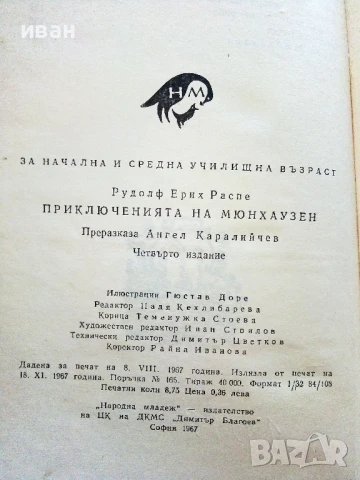 иван
НМ
ЗА НАЧАЛНА И СРЕДНА УЧИЛИЩНА ВЪЗРАСТ
Рудолф Ерих Распе
ПРИКЛЮЧЕНИЯТА НА МЮНХАУЗЕН
Преразказа Ангел Каралийчев
Четвърто издание
Илюстрации Гюстав Доре
Редактор Цаля Кехлибарева
Корица Теменужка Стоева
Художествен редактор Иван Стоилов
Технически редактор Димитър Цветков
Коректор Райна Иванова
Дадена за печат на 8. VIII. 1967 година. Излязла от печат на
18. XI. 1967 година. Поръчка № 165. Тираж 40 000. Формат 1/32 84/108
Печатни коли 8,75 Цена 0,36 лева
„Народна младеж" — издателство
на ЦК на ДКМС „Димитър Благоев"
София 1967
bazar.bg